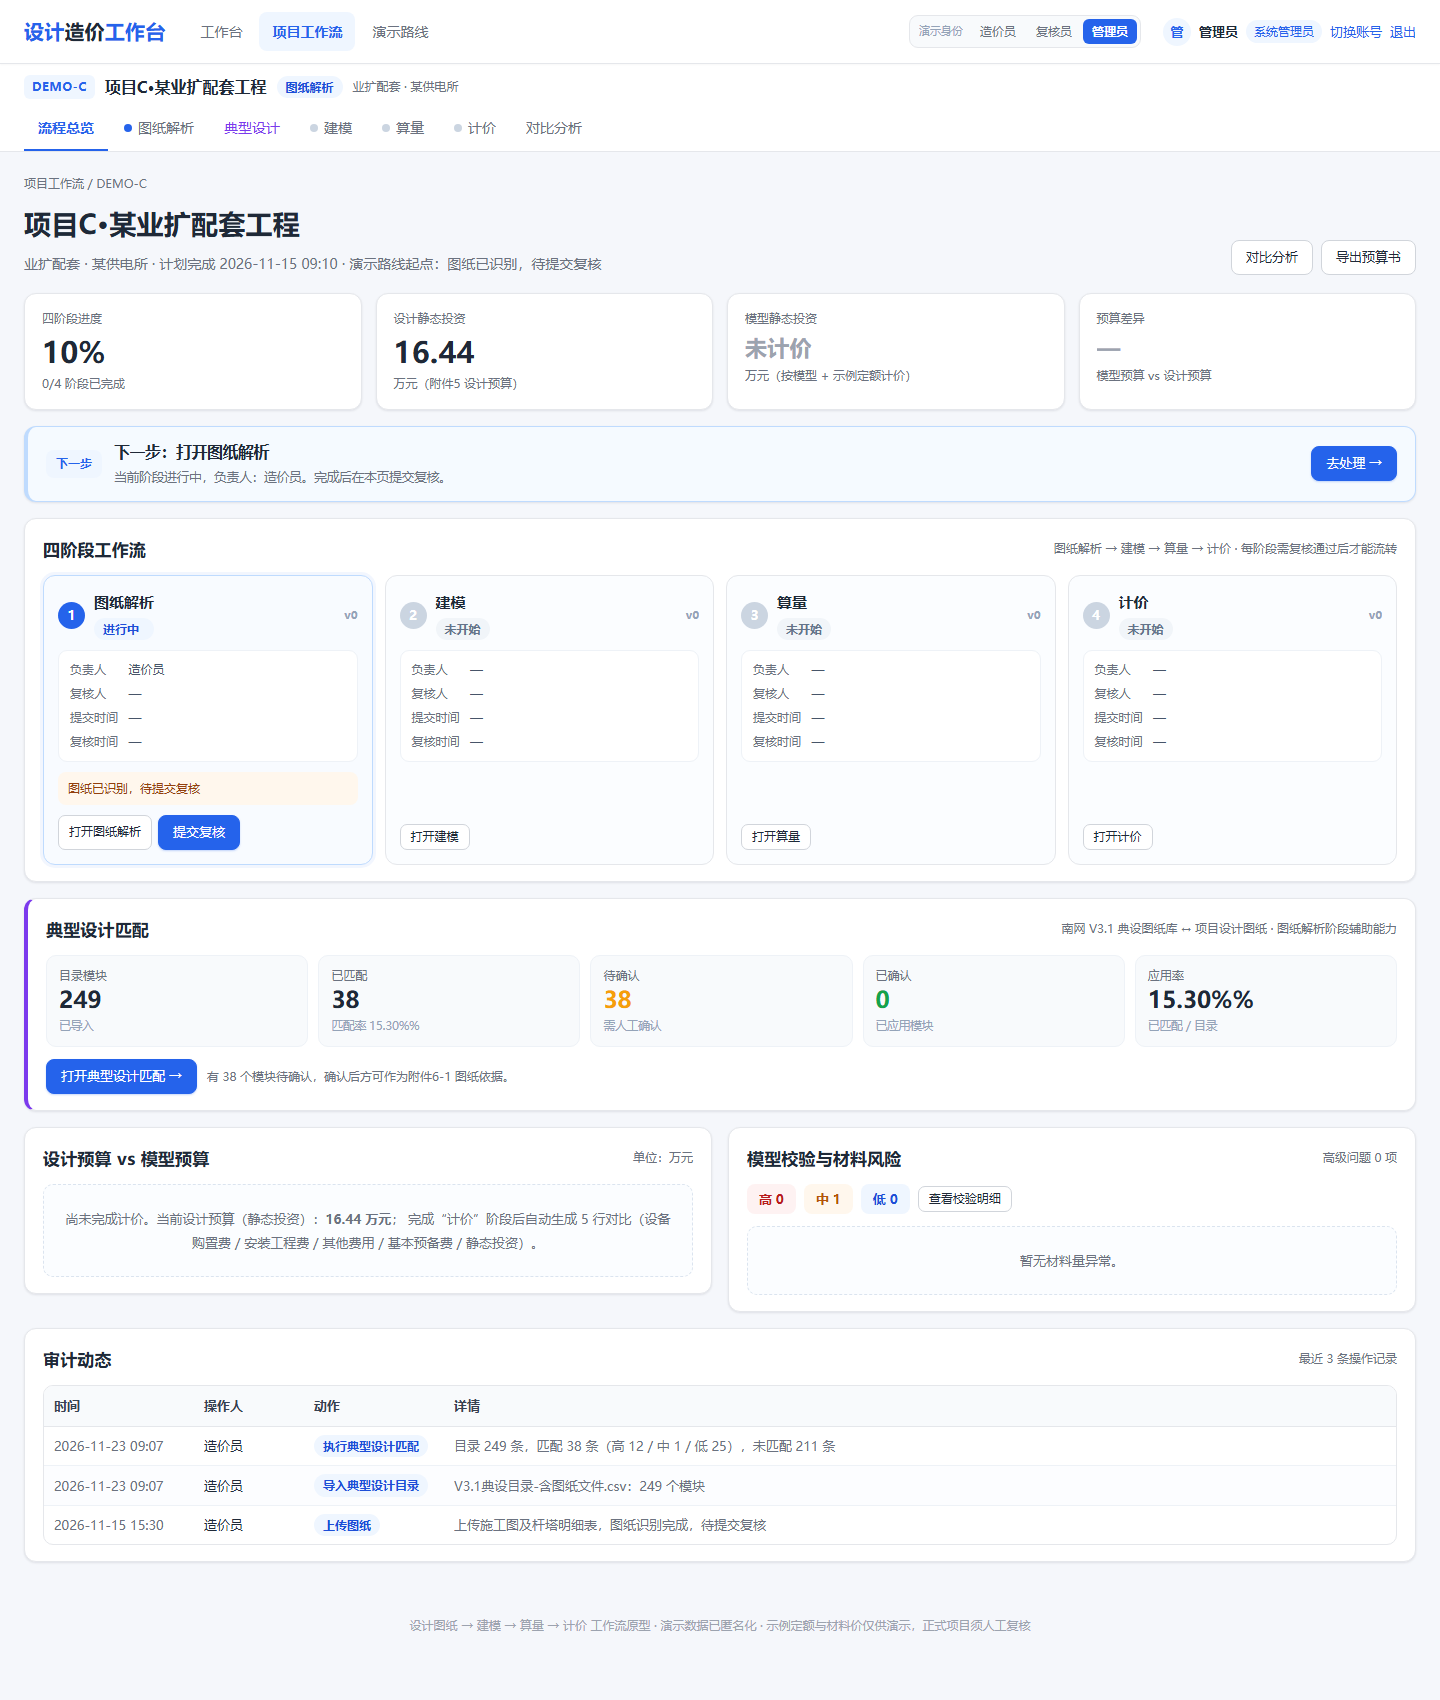 设计造价工作台 工作台 项目工作流 演示路线 演示身份 造价员 复核员 管理员 管 管理员 系统管理员 切换账号 退出
DEMO-C 项目C·某业扩配套工程 图纸解析 业扩配套 · 某供电所
流程总览 图纸解析 典型设计 建模 算量 计价 对比分析
项目工作流 / DEMO-C
项目C·某业扩配套工程
业扩配套 · 某供电所 · 计划完成 2026-11-15 09:10 · 演示路线起点：图纸已识别，待提交复核
对比分析 导出预算书
四阶段进度 设计静态投资 模型静态投资 预算差异
10% 16.44 未计价 —
0/4 阶段已完成 万元（附件5 设计预算） 万元（按模型 + 示例定额计价） 模型预算 vs 设计预算
下一步
下一步：打开图纸解析
当前阶段进行中，负责人：造价员。完成后在本页提交复核。
去处理 →
四阶段工作流 图纸解析 → 建模 → 算量 → 计价 · 每阶段需复核通过后才能流转
1 图纸解析 进行中 v0
负责人 造价员
复核人 —
提交时间 —
复核时间 —
图纸已识别，待提交复核
打开图纸解析 提交复核
2 建模 未开始 v0
负责人 —
复核人 —
提交时间 —
复核时间 —
打开建模
3 算量 未开始 v0
负责人 —
复核人 —
提交时间 —
复核时间 —
打开算量
4 计价 未开始 v0
负责人 —
复核人 —
提交时间 —
复核时间 —
打开计价
典型设计匹配 南网 V3.1 典设图纸库 ↔ 项目设计图纸 · 图纸解析阶段辅助能力
目录模块 已匹配 待确认 已确认 应用率
249 38 38 0 15.30%%
已导入 匹配率 15.30%% 需人工确认 已应用模块 已匹配 / 目录
打开典型设计匹配 → 有 38 个模块待确认，确认后方可作为附件6-1 图纸依据。
设计预算 vs 模型预算 单位：万元
尚未完成计价。当前设计预算（静态投资）：16.44 万元； 完成“计价”阶段后自动生成 5 行对比（设备
购置费 / 安装工程费 / 其他费用 / 基本预备费 / 静态投资）。
模型校验与材料风险 高级问题 0 项
高 0 中 1 低 0 查看校验明细
暂无材料量异常。
审计动态 最近 3 条操作记录
时间 操作人 动作 详情
2026-11-23 09:07 造价员 执行典型设计匹配 目录 249 条，匹配 38 条（高 12 / 中 1 / 低 25），未匹配 211 条
2026-11-23 09:07 造价员 导入典型设计目录 V3.1典设目录-含图纸文件.csv：249 个模块
2026-11-15 15:30 造价员 上传图纸 上传施工图及杆塔明细表，图纸识别完成，待提交复核
设计图纸 → 建模 → 算量 → 计价 工作流原型 · 演示数据已匿名化 · 示例定额与材料价仅供演示，正式项目须人工复核